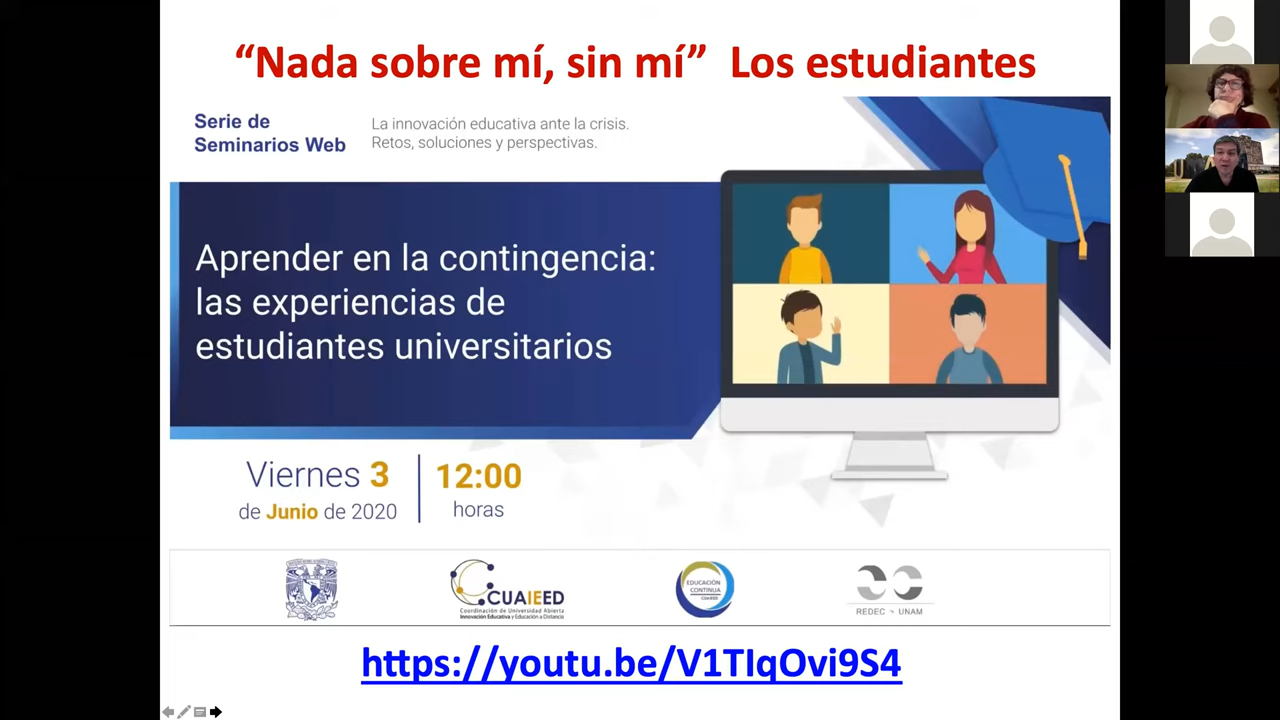 “Nada sobre mí, sin mí” Los estudiantes
Serie de
Seminarios Web
La innovación educativa ante la crisis.
Retos, soluciones y perspectivas.
Aprender en la contingencia:
las experiencias de
estudiantes universitarios
Viernes 3
de Junio de 2020
12:00
horas
CUAIEED
Coordinación de Universidad Abierta
Innovación Educativa y Educación a Distancia
EDUCACIÓN
CONTINUA
CUAIEED
REDEC UNAM
https://youtu.be/V1TIqOvi9S4